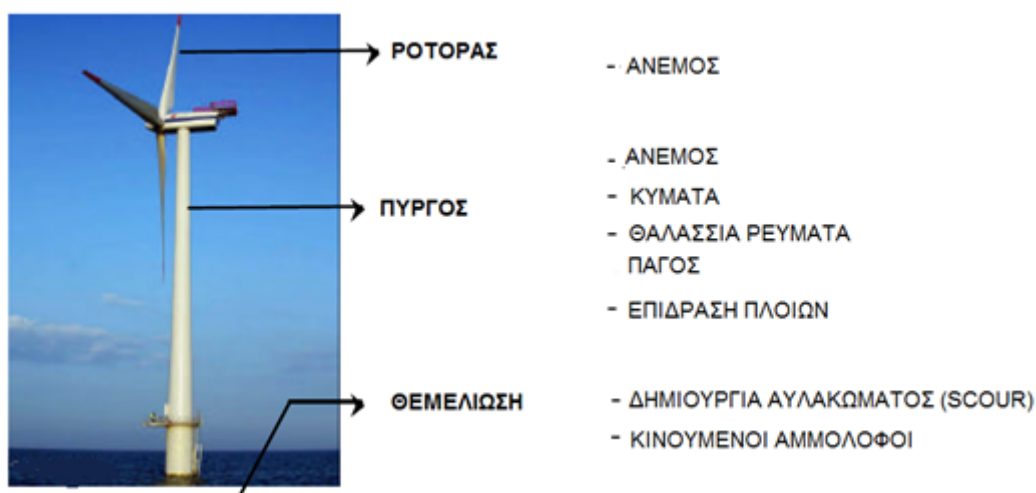 ΡΟΤΟΡΑΣ
- ΑΝΕΜΟΣ
ΠΥΡΓΟΣ
- ΑΝΕΜΟΣ
- ΚΥΜΑΤΑ
- ΘΑΛΑΣΣΙΑ ΡΕΥΜΑΤΑ
ΠΑΓΟΣ
- ΕΠΙΔΡΑΣΗ ΠΛΟΙΩΝ
ΘΕΜΕΛΙΩΣΗ
- ΔΗΜΙΟΥΡΓΙΑ ΑΥΛΑΚΩΜΑΤΟΣ (SCOUR)
- ΚΙΝΟΥΜΕΝΟΙ ΑΜΜΟΛΟΦΟΙ